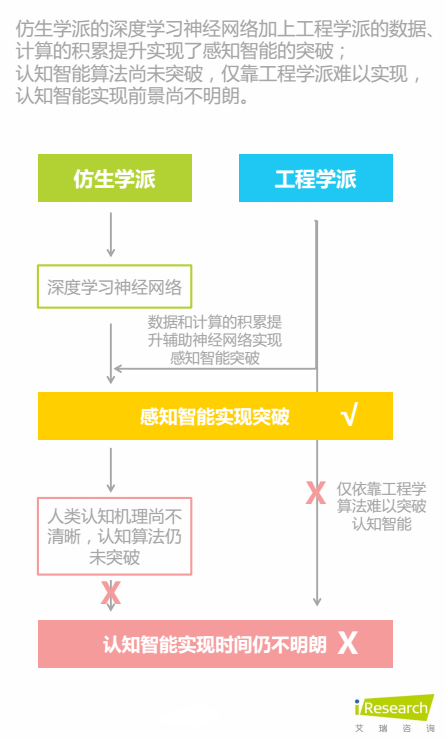 仿生学派的深度学习神经网络加上工程学派的数据、
计算的积累提升实现了感知智能的突破；
认知智能算法尚未突破，仅靠工程学派难以实现，
认知智能实现前景尚不明朗。
仿生学派
工程学派
深度学习神经网络
数据和计算的积累提
升辅助神经网络实现
感知智能突破
感知智能实现突破 √
X
仅依靠工程学
算法难以突破
认知智能
人类认知机理尚不
清晰，认知算法仍
未突破
X
认知智能实现时间仍不明朗 X
iResearch
艾瑞咨询